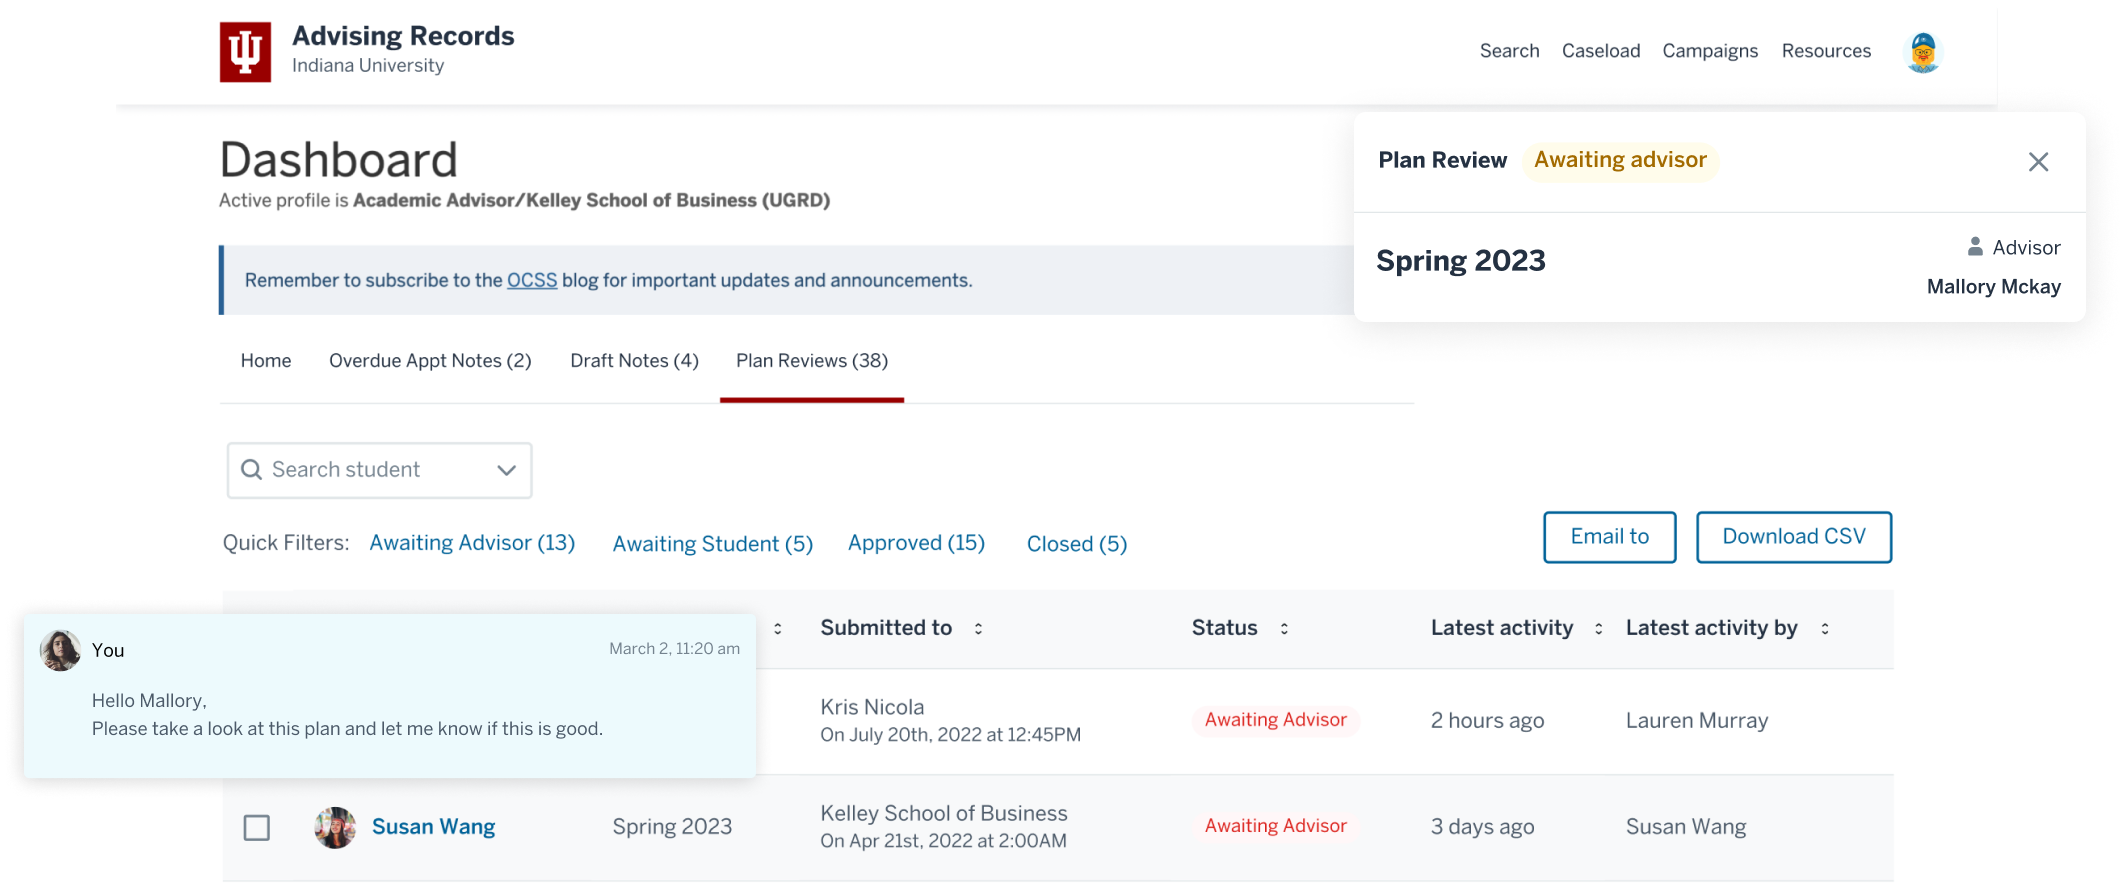 Advising Records
Indiana University
Search Caseload Campaigns Resources
Dashboard
Active profile is Academic Advisor/Kelley School of Business (UGRD)
Plan Review Awaiting advisor
Spring 2023
Advisor
Mallory Mckay
Remember to subscribe to the OCSS blog for important updates and announcements.
Home Overdue Appt Notes (2) Draft Notes (4) Plan Reviews (38)
Search student
Quick Filters: Awaiting Advisor (13) Awaiting Student (5) Approved (15) Closed (5)
Email to Download CSV
Submitted to Status Latest activity Latest activity by
You March 2, 11:20 am
Hello Mallory,
Please take a look at this plan and let me know if this is good.
Kris Nicola
On July 20th, 2022 at 12:45PM
Awaiting Advisor 2 hours ago Lauren Murray
Susan Wang Spring 2023
Kelley School of Business
On Apr 21st, 2022 at 2:00AM
Awaiting Advisor 3 days ago Susan Wang